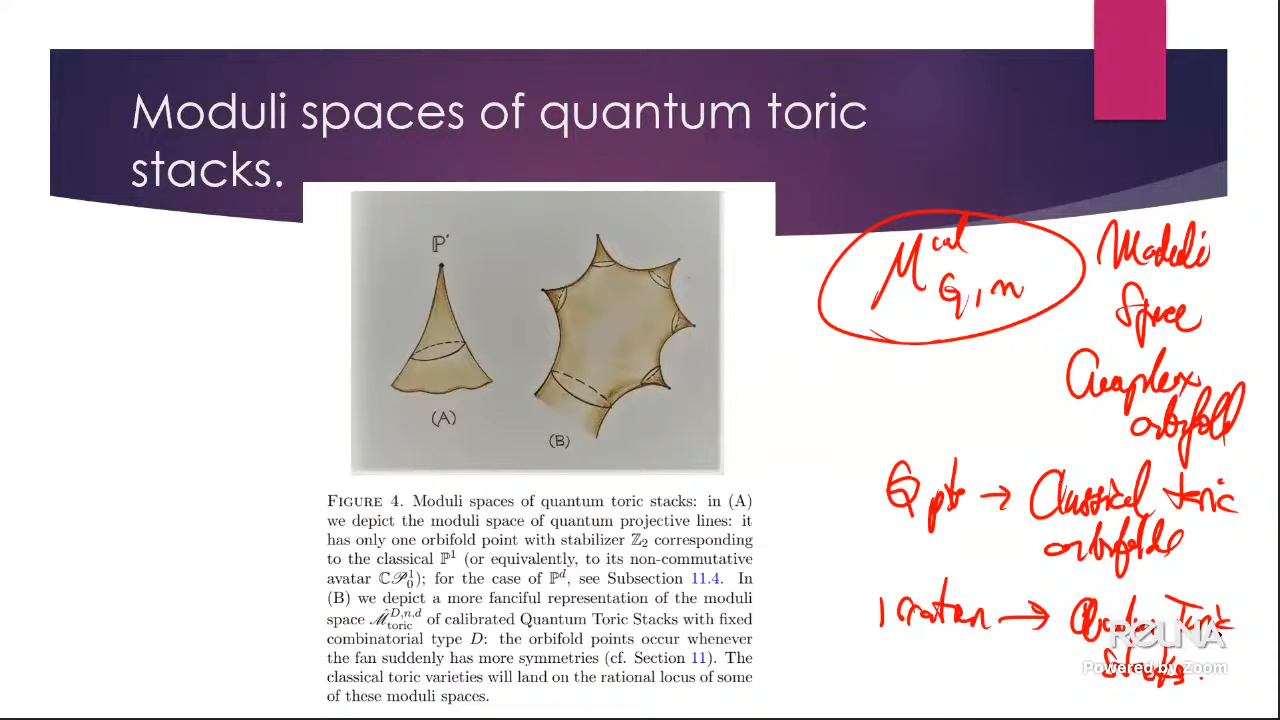 Moduli spaces of quantum toric
stacks.
ℙ¹
(A)
(B)
FIGURE 4. Moduli spaces of quantum toric stacks: in (A)
we depict the moduli space of quantum projective lines: it
has only one orbifold point with stabilizer ℤ₂ corresponding
to the classical ℙ¹ (or equivalently, to its non-commutative
avatar ℂ𝒫¹₀); for the case of ℙᵈ, see Subsection 11.4. In
(B) we depict a more fanciful representation of the moduli
space ℳ̂^{D,n,d}_{toric} of calibrated Quantum Toric Stacks with fixed
combinatorial type D: the orbifold points occur whenever
the fan suddenly has more symmetries (cf. Section 11). The
classical toric varieties will land on the rational locus of some
of these moduli spaces.
M^{cal}_{Q, n}
Moduli
Space
Complex
orbifold
Q pts → Classical toric
orbifolds
Irration → Quantum Toric
Stacks.
Powered by Zoom